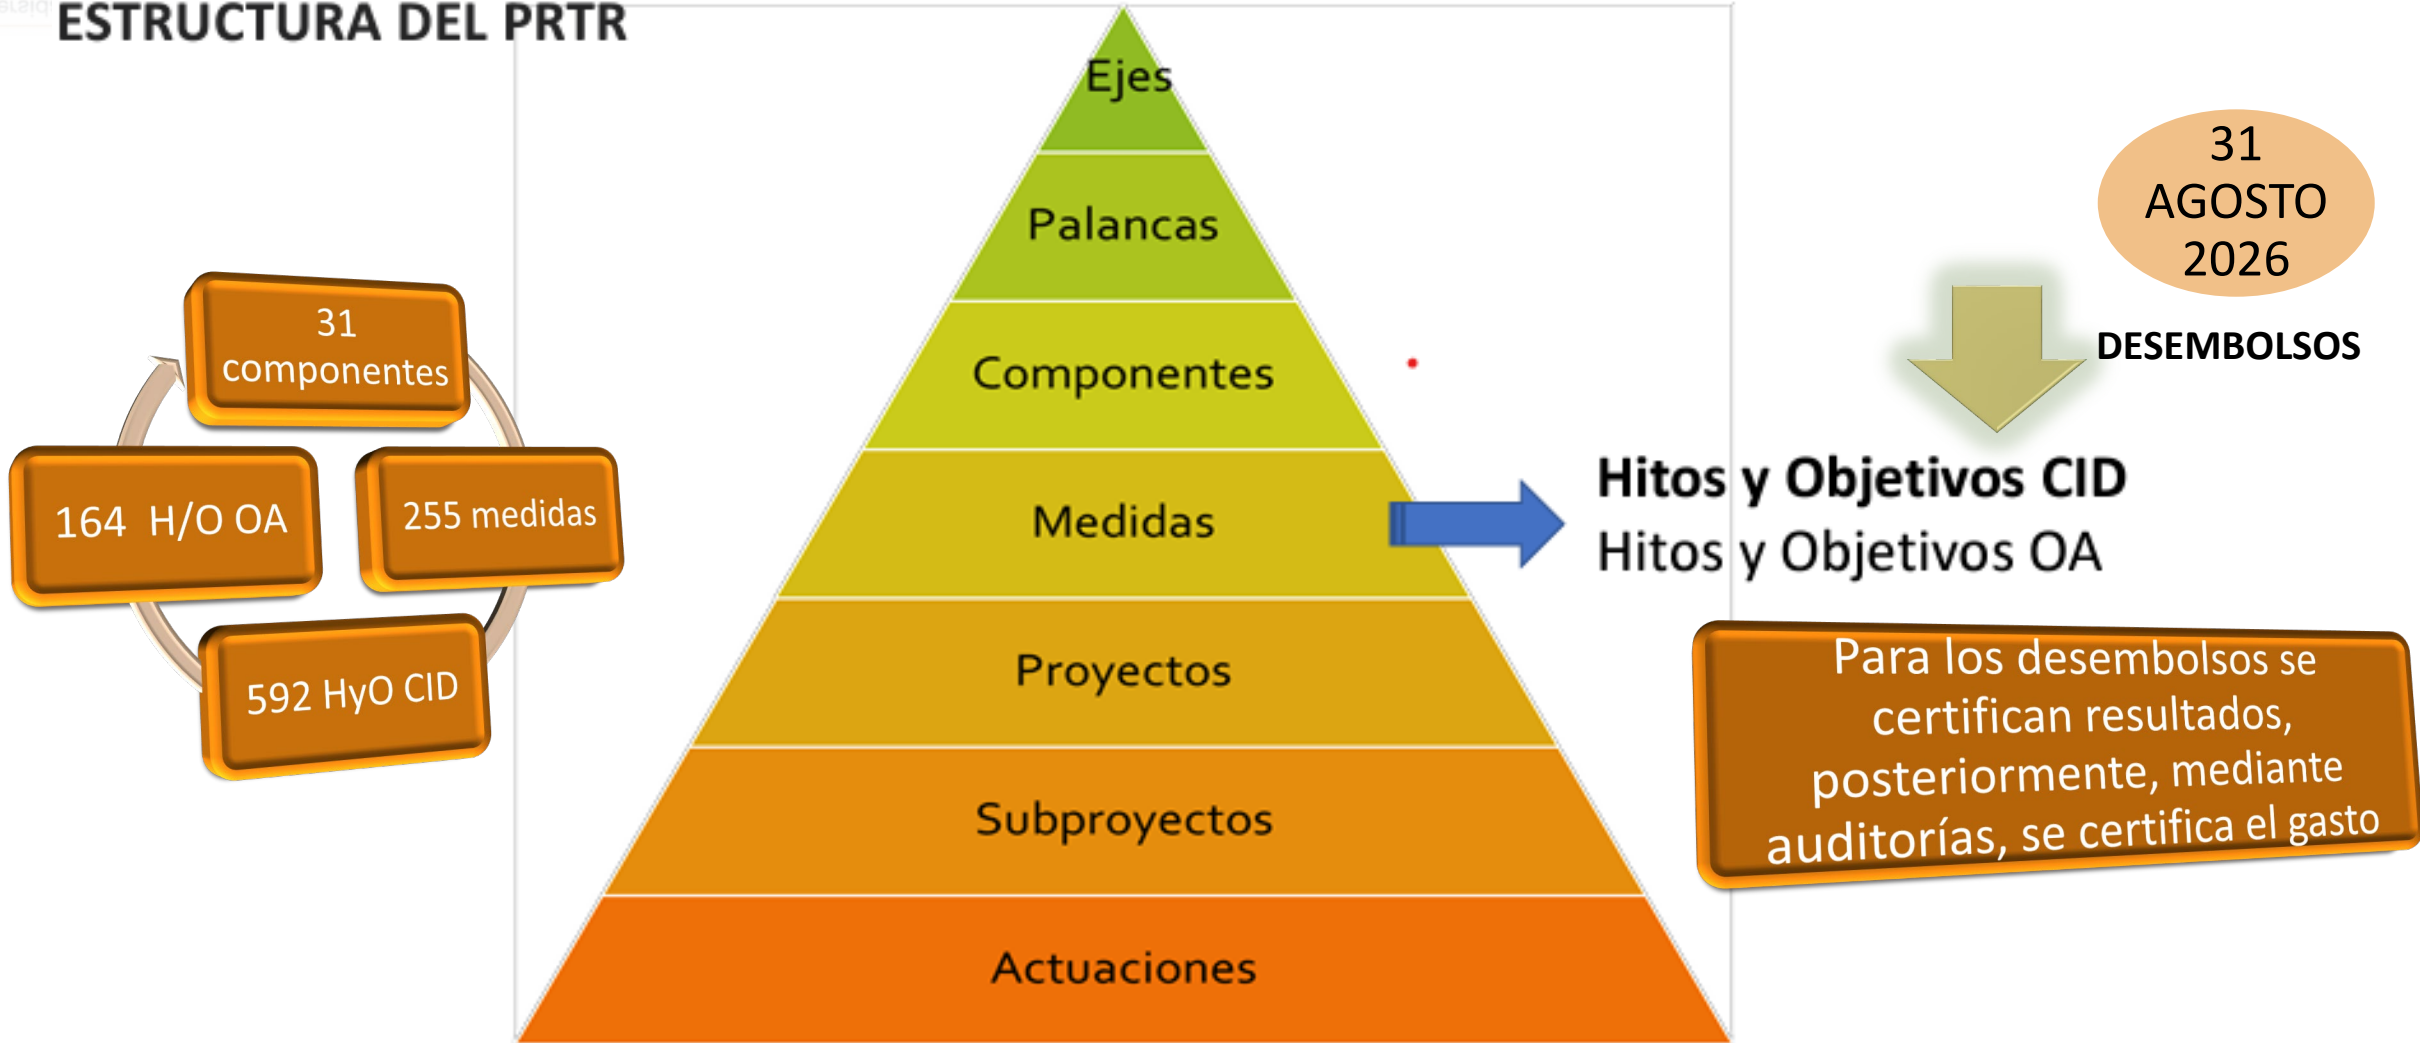 ESTRUCTURA DEL PRTR
Ejes
Palancas
Componentes
Medidas
Proyectos
Subproyectos
Actuaciones
31
componentes
255 medidas
592 HyO CID
164 H/O OA
31
AGOSTO
2026
DESEMBOLSOS
Hitos y Objetivos CID
Hitos y Objetivos OA
Para los desembolsos se
certifican resultados,
posteriormente, mediante
auditorías, se certifica el gasto